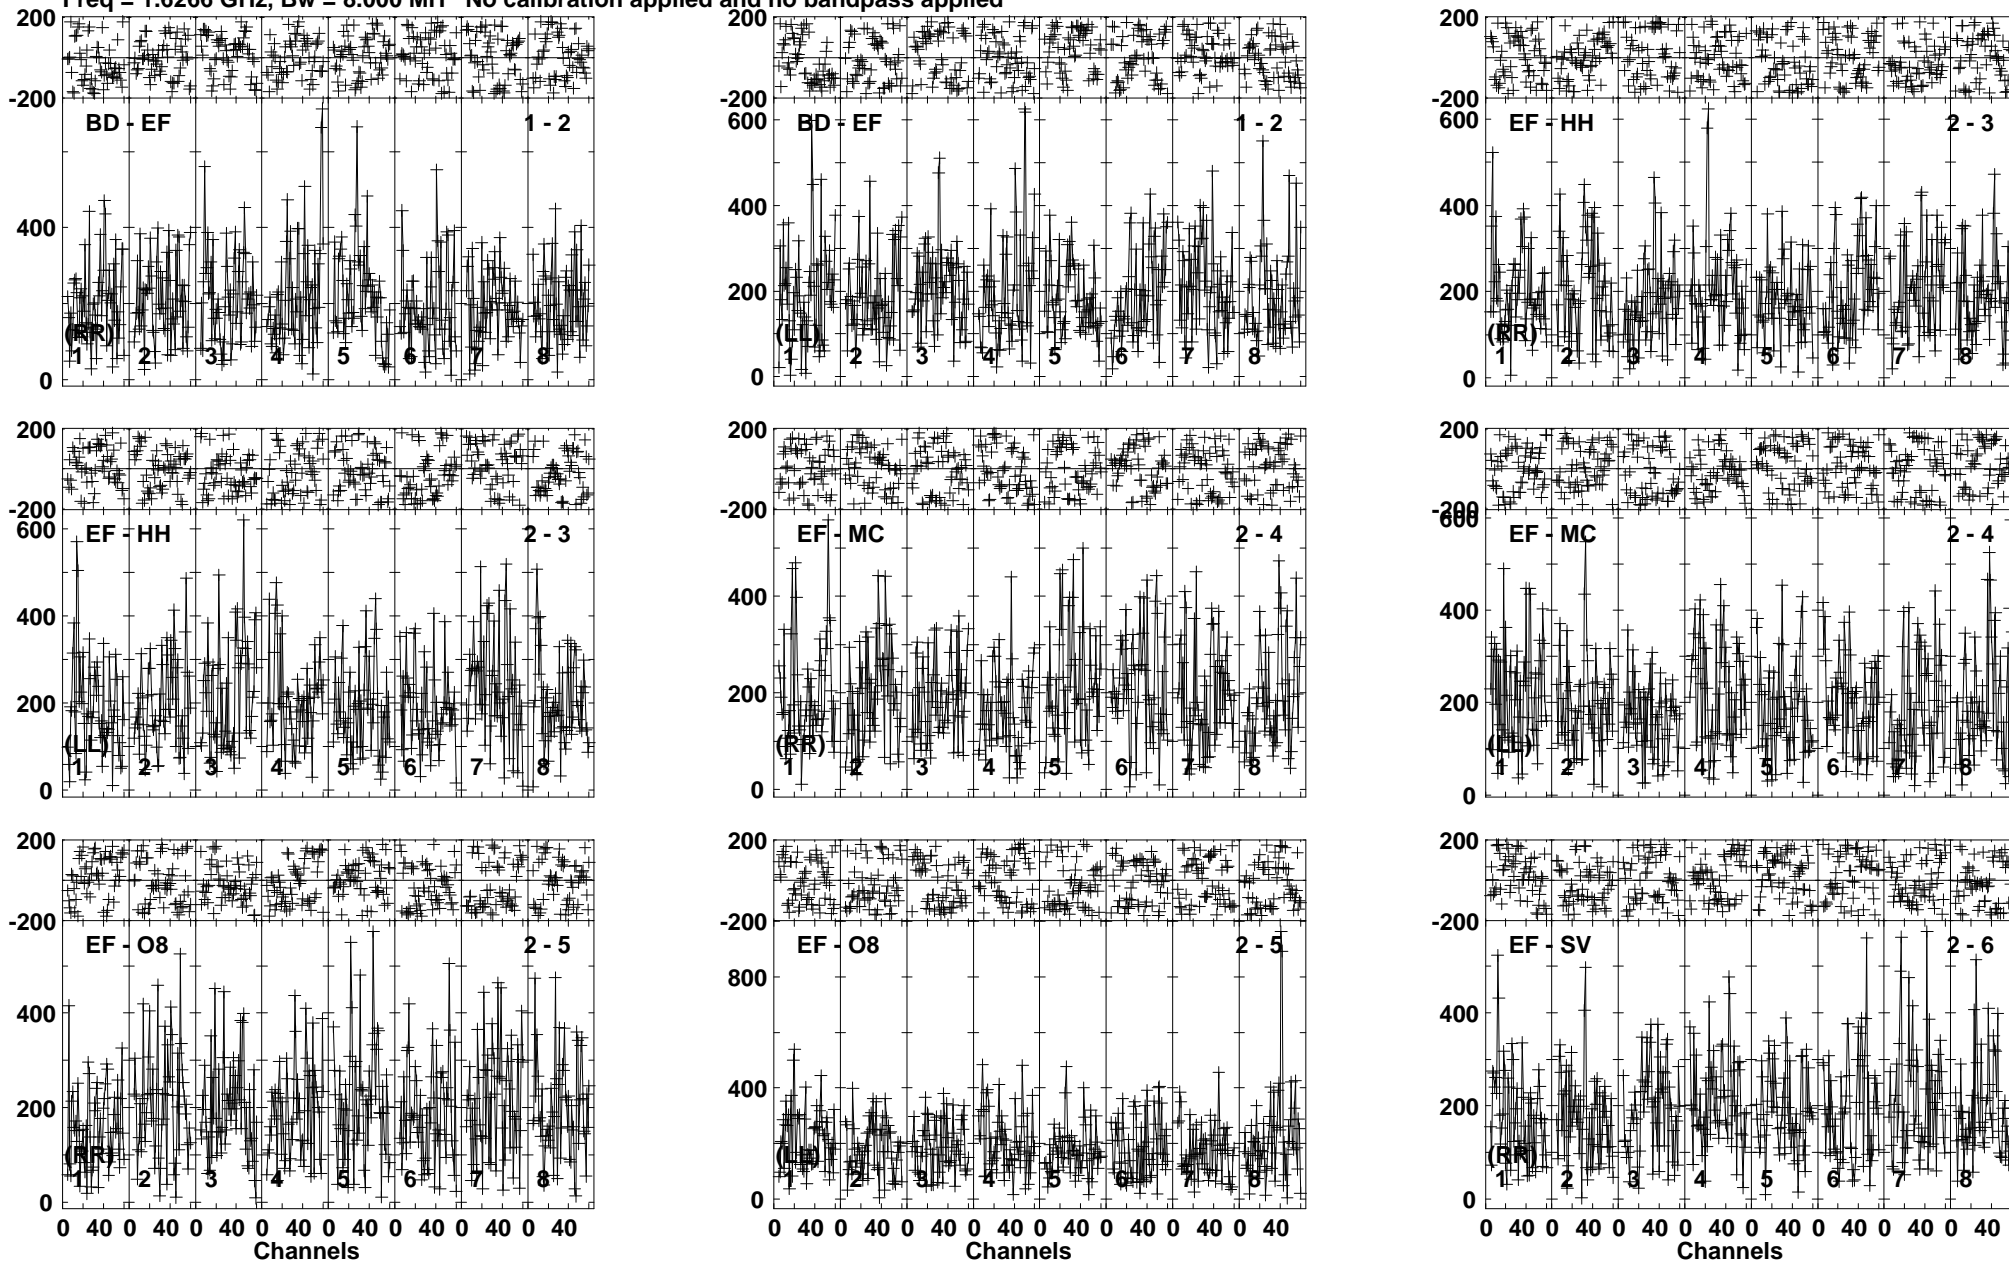 Freq = 1.6266 GHz, Bw = 8.000 MH No calibration applied and no bandpass applied
200 200 200
-200 -200 -200
BD - EF 1 - 2 600 BD - EF 1 - 2 600 EF - HH 2 - 3
400 400 400
200 200
(RR) (LL) (RR)
1 2 3 4 5 6 7 8 1 2 3 4 5 6 7 8 1 2 3 4 5 6 7 8
0 0 0
200 200 200
-200 -200 -200
600 EF - HH 2 - 3 EF - MC 2 - 4 600 EF - MC 2 - 4
400 400 400
200 200 200
(LL) (RR) (LL)
1 2 3 4 5 6 7 8 1 2 3 4 5 6 7 8 1 2 3 4 5 6 7 8
0 0 0
200 200 200
-200 -200 -200
EF - O8 2 - 5 EF - O8 2 - 5 EF - SV 2 - 6
400 800 400
200 400 200
(RR) (LL) (RR)
1 2 3 4 5 6 7 8 1 2 3 4 5 6 7 8 1 2 3 4 5 6 7 8
0 0 0
0 40 0 40 0 40 0 40 0 40 0 40 0 40 0 40 0 40 0 40 0 40 0 40 0 40 0 40 0 40 0 40 0 40 0 40 0 40 0 40 0 40 0 40 0 40 0 40
Channels Channels Channels